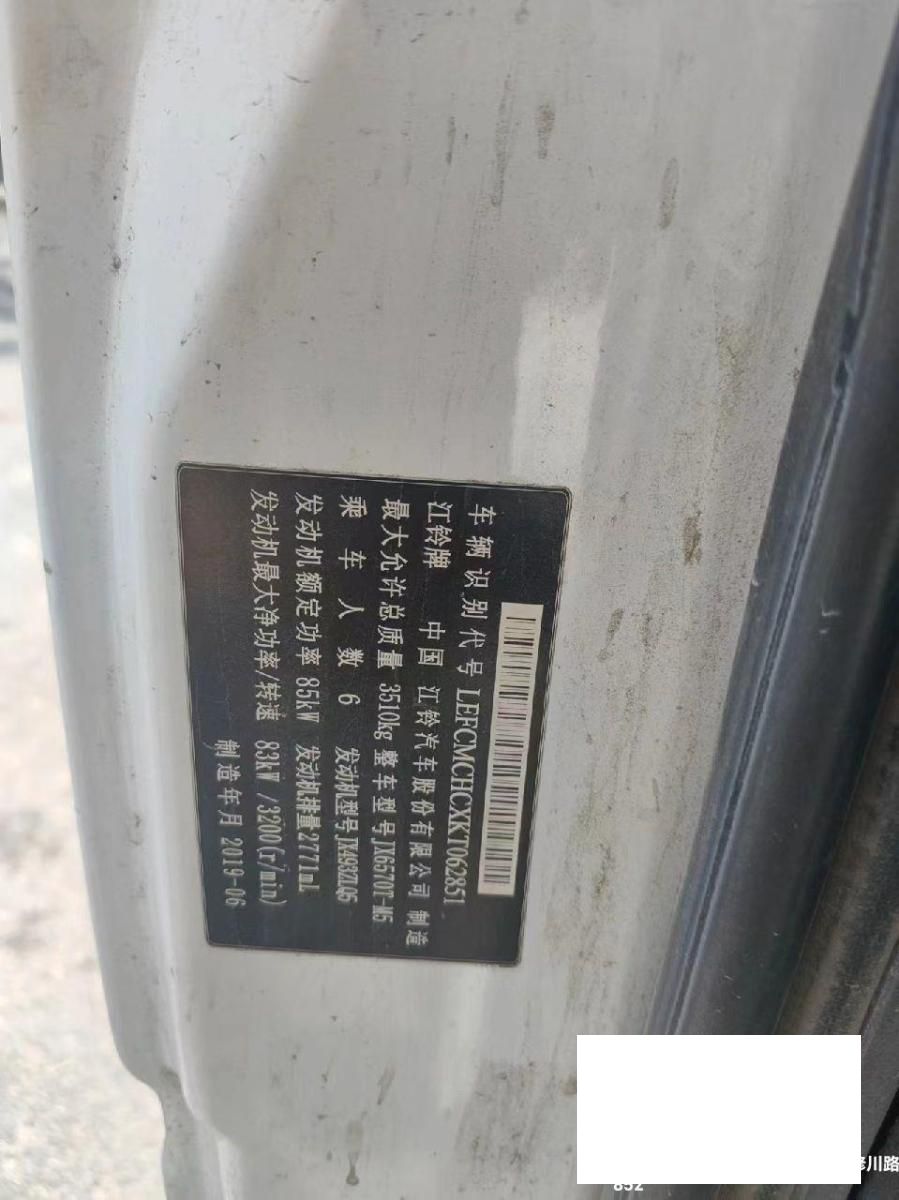 车辆识别代号 LEFCMCHCXKT062851
江铃牌 中国 江铃汽车股份有限公司 制造
最大允许总质量 3510kg 整车型号 JX6570T-M5
乘车人数 6 发动机型号 JX493ZLQ5
发动机额定功率 85kW 发动机排量 2771mL
发动机最大净功率/转速 83kW /3200(r/min)
制造年月 2019-06
川路
852